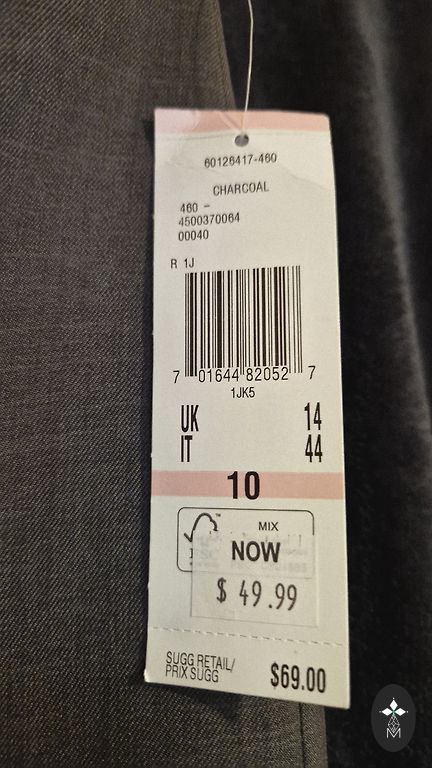 60126417-460
CHARCOAL
460 -
4500370064
00040
R 1J
7 01644 82052 7
1JK5
UK 14
IT 44
10
MIX
NOW
$ 49.99
SUGG RETAIL/
PRIX SUGG
$69.00
M